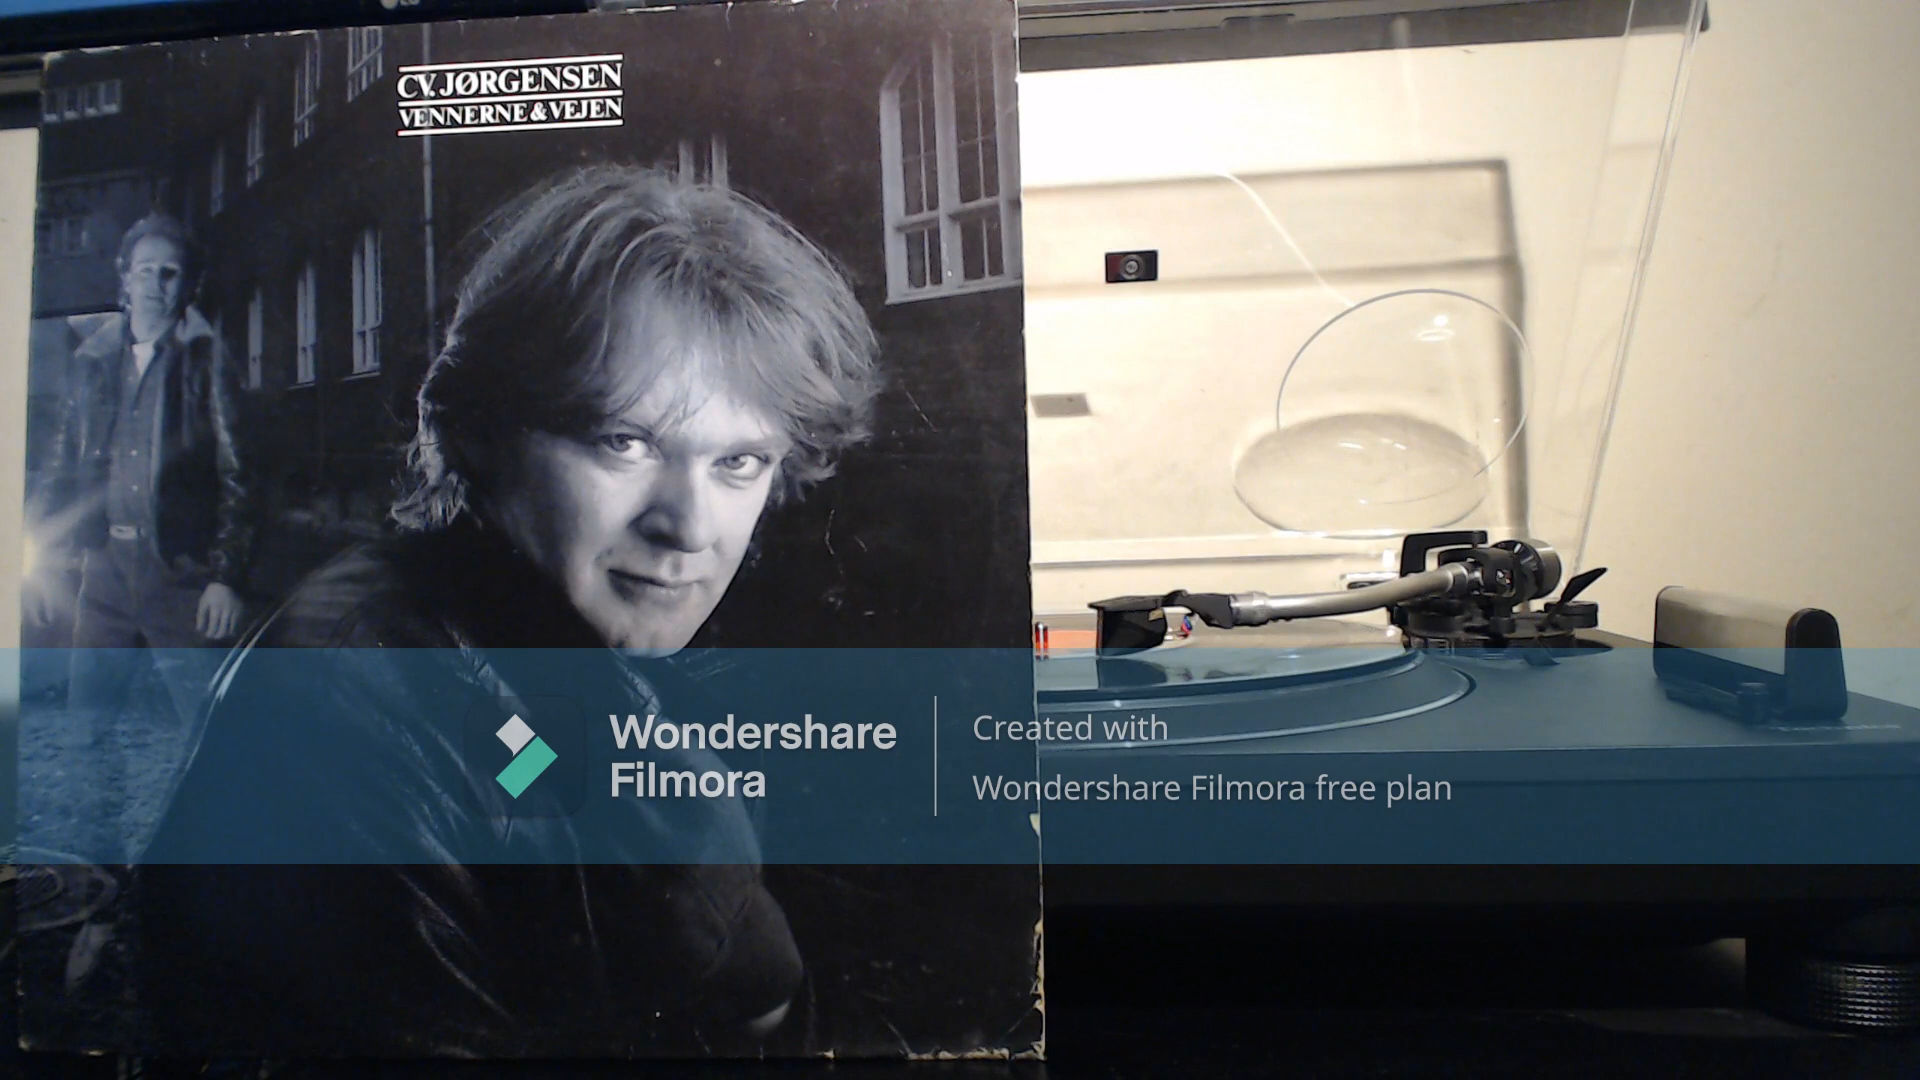 C.V. JØRGENSEN
VENNERNE & VEJEN
Wondershare
Filmora
Created with
Wondershare Filmora free plan